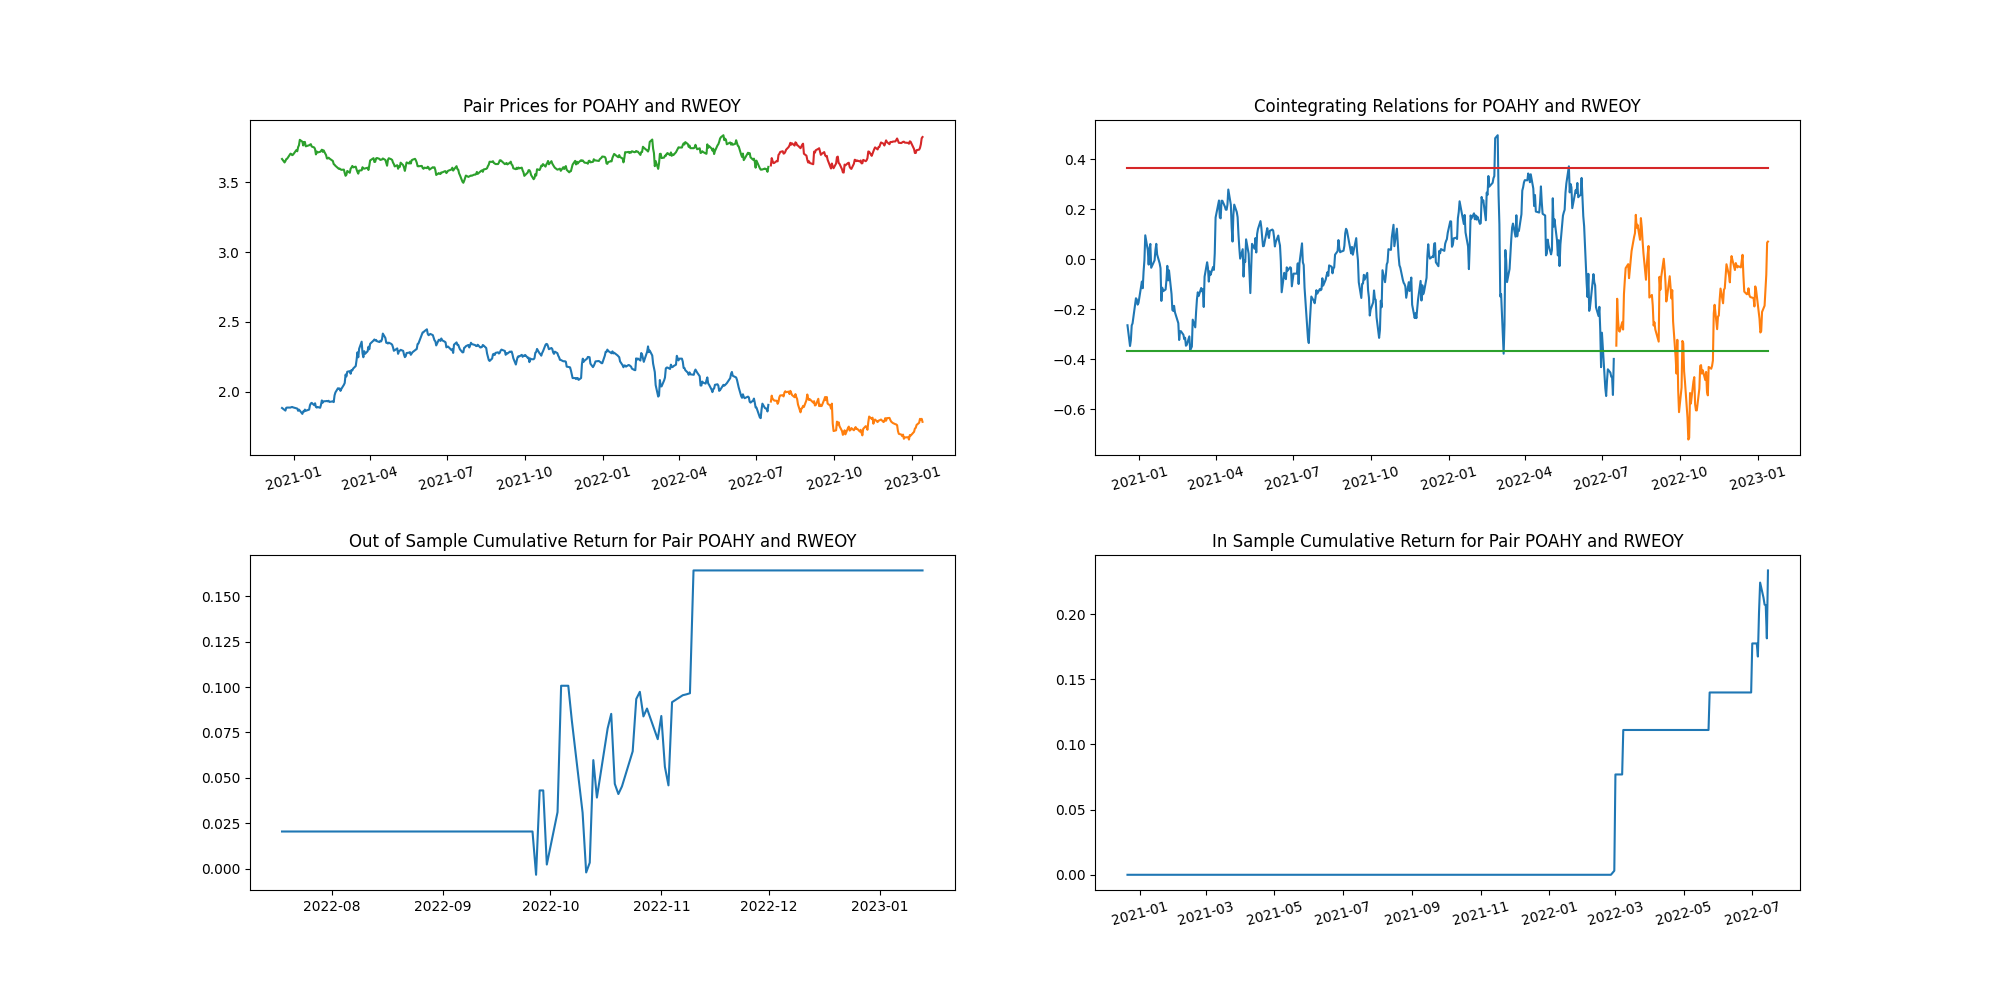 Pair Prices for POAHY and RWEOY
3.5
3.0
2.5
2.0
2021-01 2021-04 2021-07 2021-10 2022-01 2022-04 2022-07 2022-10 2023-01
Cointegrating Relations for POAHY and RWEOY
0.4
0.2
0.0
−0.2
−0.4
−0.6
2021-01 2021-04 2021-07 2021-10 2022-01 2022-04 2022-07 2022-10 2023-01
Out of Sample Cumulative Return for Pair POAHY and RWEOY
0.150
0.125
0.100
0.075
0.050
0.025
0.000
2022-08 2022-09 2022-10 2022-11 2022-12 2023-01
In Sample Cumulative Return for Pair POAHY and RWEOY
0.20
0.15
0.10
0.05
0.00
2021-01 2021-03 2021-05 2021-07 2021-09 2021-11 2022-01 2022-03 2022-05 2022-07